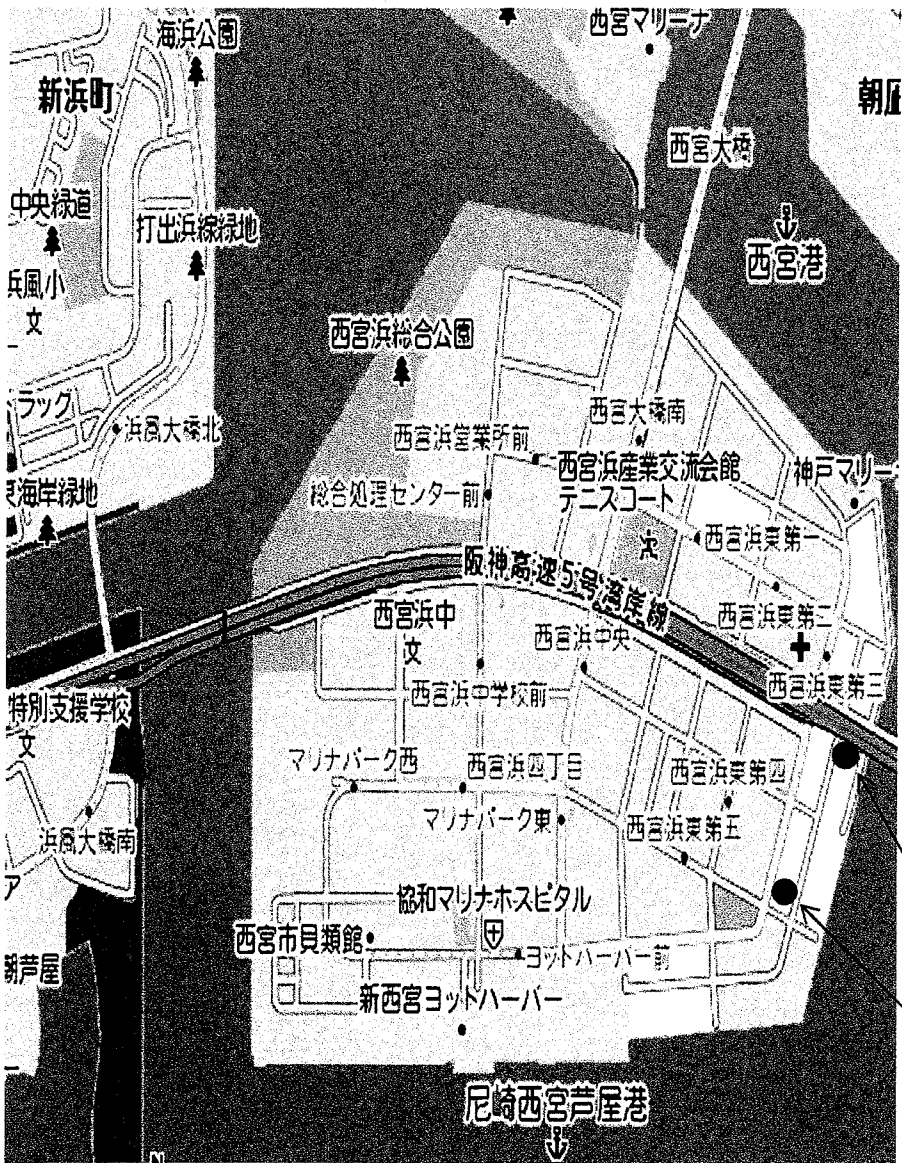 西宮マリーナ
海浜公園
新浜町
朝凪
西宮大橋
中央緑道
打出浜線緑地
西宮港
浜風小
文
西宮浜総合公園
ラック
浜風大橋北
西宮大橋南
西宮浜営業所前
西宮浜産業交流会館
テニスコート
神戸マリーナ
総合処理センター前
東海岸緑地
西宮浜東第一
阪神高速5号湾岸線
西宮浜中
文
西宮浜中央
西宮浜東第二
西宮浜東第三
特別支援学校
文
西宮浜中学校前
マリナパーク西
西宮浜四丁目
西宮浜東第四
マリナパーク東
西宮浜東第五
浜風大橋南
ア
協和マリナホスピタル
西宮市貝類館
ヨットハーバー前
潮芦屋
新西宮ヨットハーバー
尼崎西宮芦屋港
N